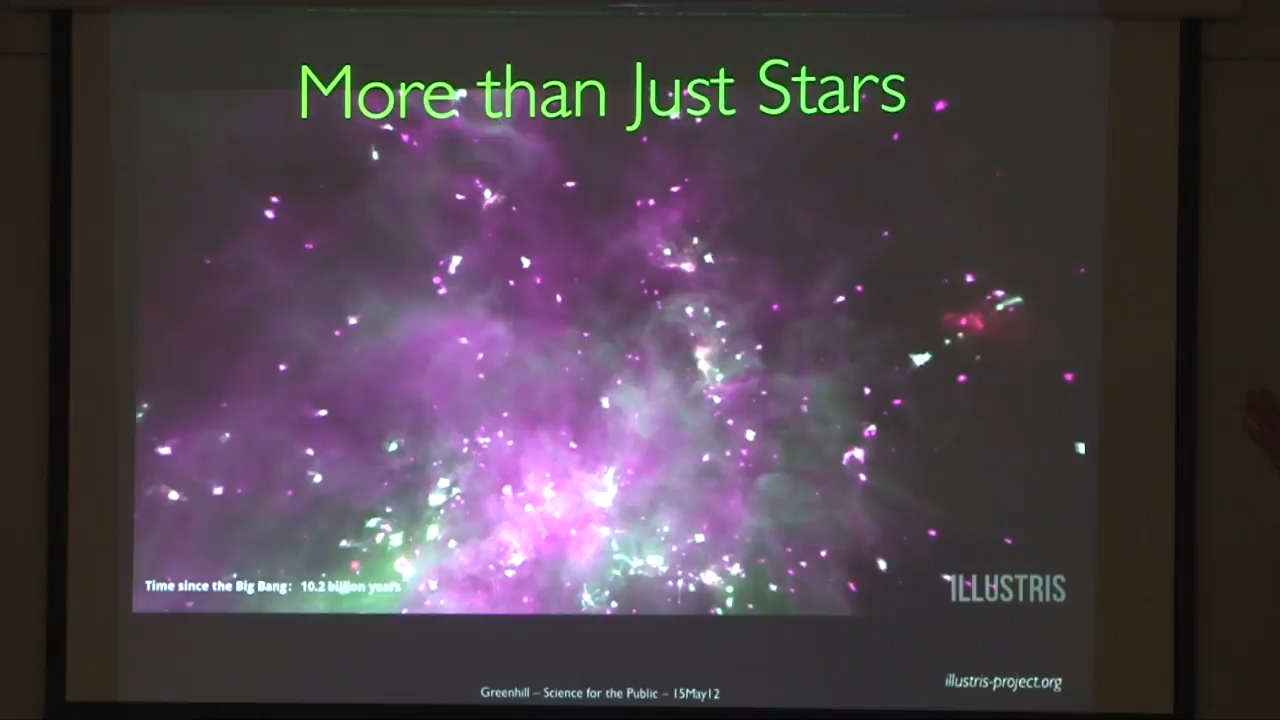 More than Just Stars
Time since the Big Bang: 10.2 billion years
ILLUSTRIS
illustris-project.org
Greenhill – Science for the Public – 15May12